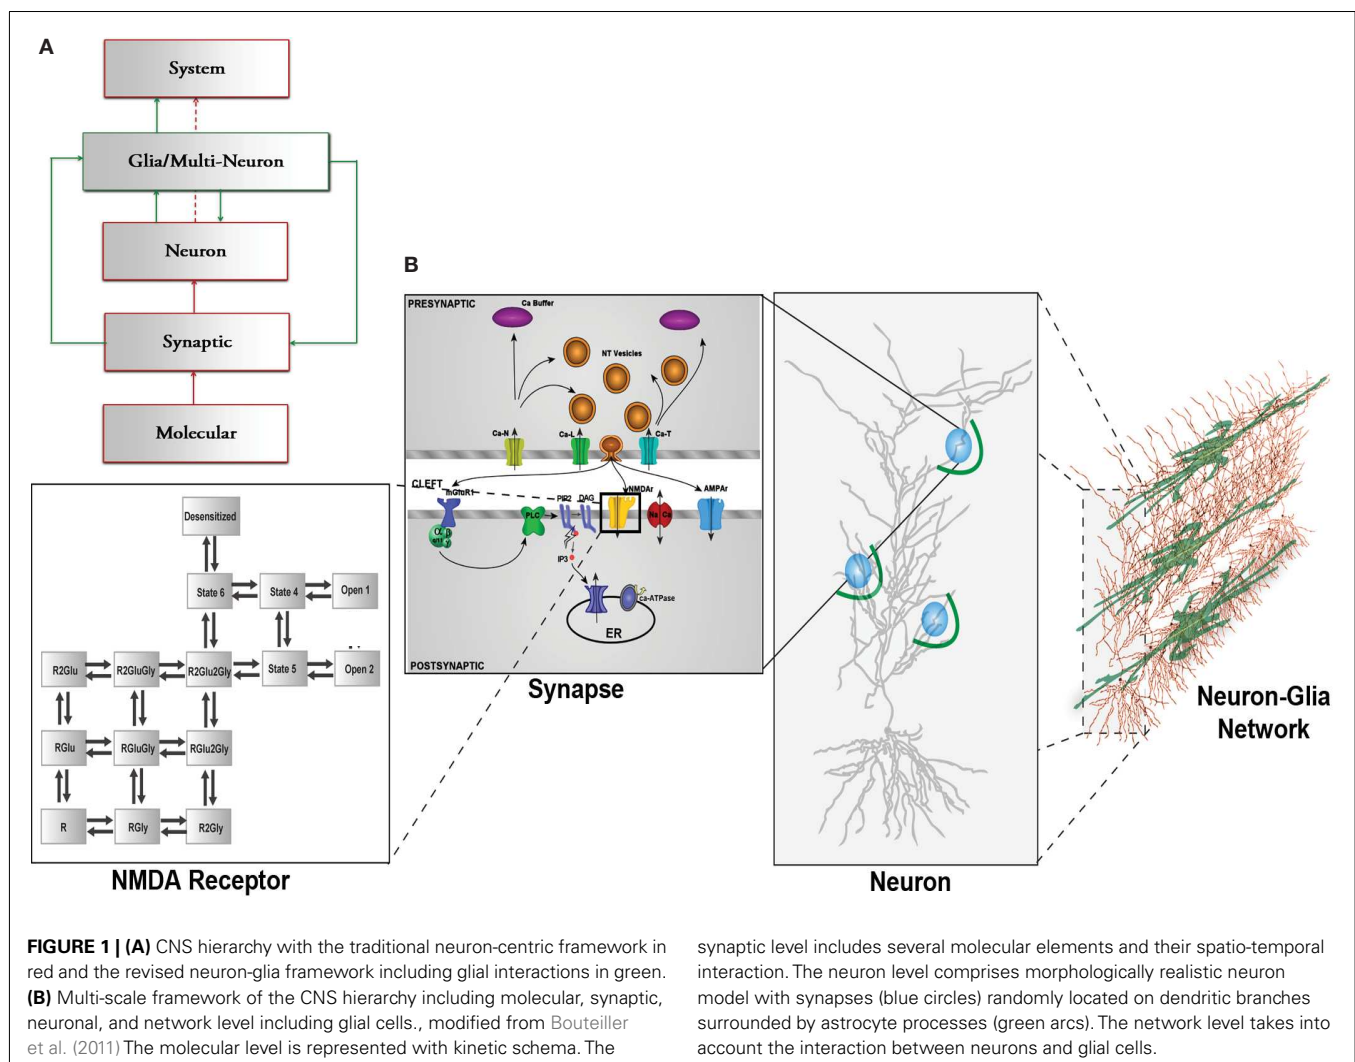 A
System
Glia/Multi-Neuron
Neuron
Synaptic
Molecular
B
PRESYNAPTIC
Ca Buffer
NT Vesicles
Ca-N
Ca-L
Ca-T
CLEFT
mGluR1
PLC
PIP2
DAG
NMDAr
Na
Ca
AMPAr
α
β
γ
IP3
ca-ATPase
ER
POSTSYNAPTIC
Synapse
Desensitized
State 6
State 4
Open 1
R2Glu
R2GluGly
R2Glu2Gly
State 5
Open 2
RGlu
RGluGly
RGlu2Gly
R
RGly
R2Gly
NMDA Receptor
Neuron
Neuron-Glia
Network
FIGURE 1 | (A) CNS hierarchy with the traditional neuron-centric framework in
red and the revised neuron-glia framework including glial interactions in green.
(B) Multi-scale framework of the CNS hierarchy including molecular, synaptic,
neuronal, and network level including glial cells., modified from Bouteiller
et al. (2011) The molecular level is represented with kinetic schema. The
synaptic level includes several molecular elements and their spatio-temporal
interaction. The neuron level comprises morphologically realistic neuron
model with synapses (blue circles) randomly located on dendritic branches
surrounded by astrocyte processes (green arcs). The network level takes into
account the interaction between neurons and glial cells.